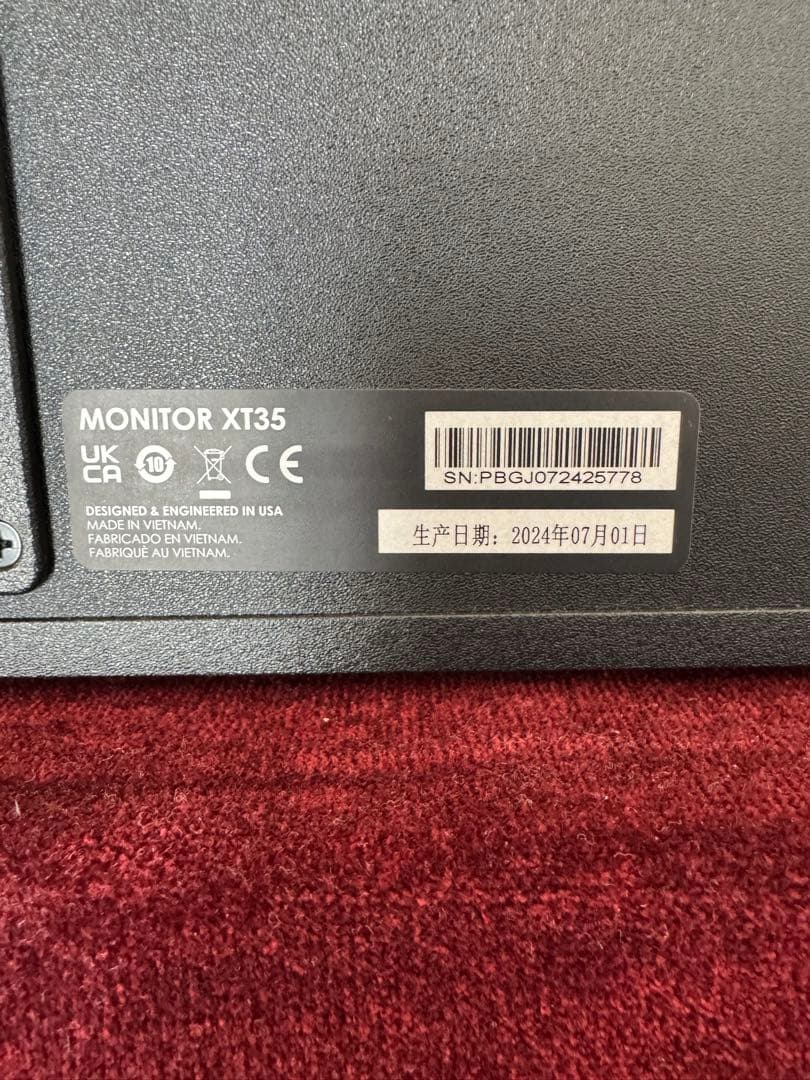 MONITOR XT35
UK
CA
10
CE
DESIGNED & ENGINEERED IN USA
MADE IN VIETNAM.
FABRICADO EN VIETNAM.
FABRIQUÈ AU VIETNAM.
SN:PBGJ072425778
生产日期：2024年07月01日